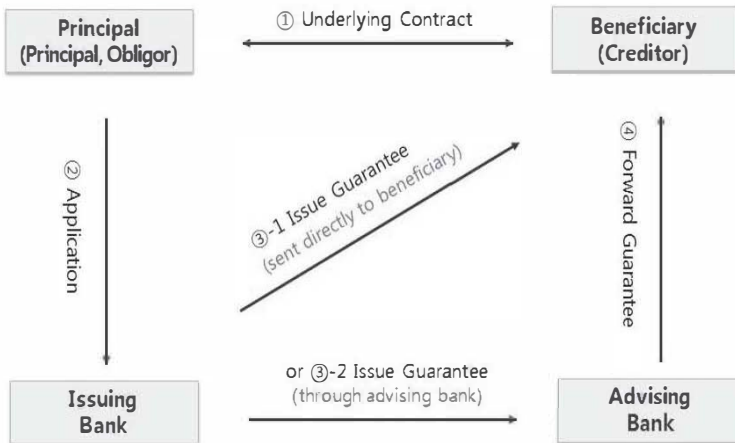 Principal
(Principal, Obligor)
① Underlying Contract
Beneficiary
(Creditor)
② Application
③-1 Issue Guarantee
(sent directly to beneficiary)
④ Forward Guarantee
Issuing
Bank
or ③-2 Issue Guarantee
(through advising bank)
Advising
Bank